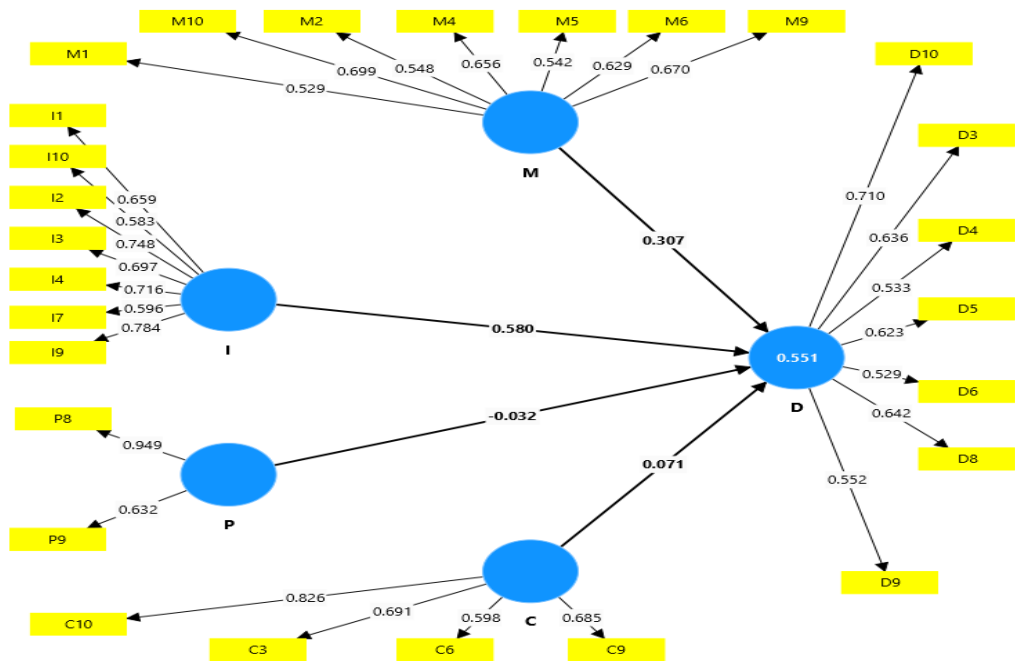 M10
M2
M4
M5
M6
M9
M1
D10
0.529
0.699
0.548
0.656
0.542
0.629
0.670
I1
I10
I2
I3
I4
I7
I9
0.659
0.583
0.748
0.697
0.716
0.596
0.784
M
I
D3
D4
D5
D6
D8
D9
0.710
0.636
0.533
0.623
0.529
0.642
0.552
0.307
0.580
-0.032
0.071
0.551
D
P8
P9
0.949
0.632
P
C10
C3
C6
C9
0.826
0.691
0.598
0.685
C